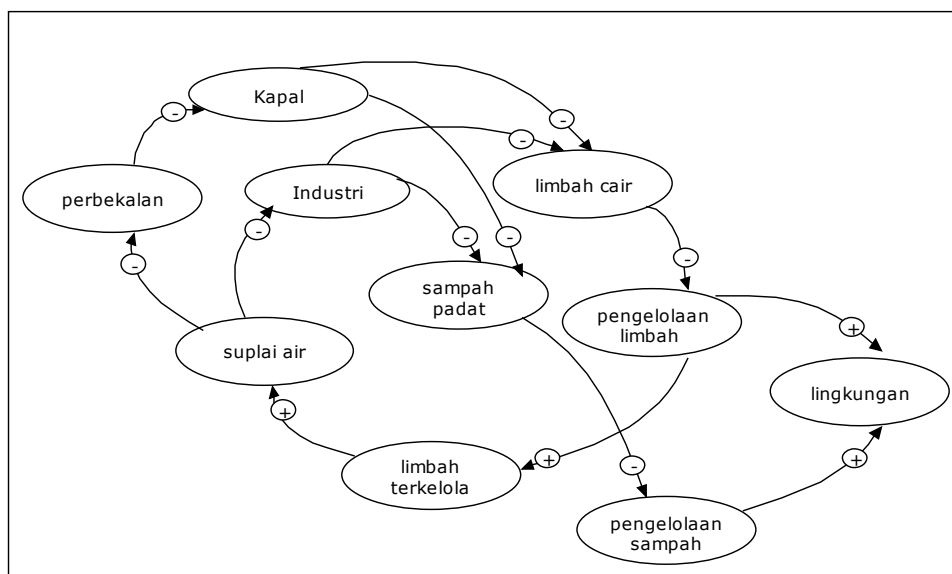 Kapal
-
-
-
Industri
limbah cair
perbekalan
-
-
-
-
-
sampah
padat
pengelolaan
limbah
+
suplai air
lingkungan
+
limbah
terkelola
+
-
+
pengelolaan
sampah